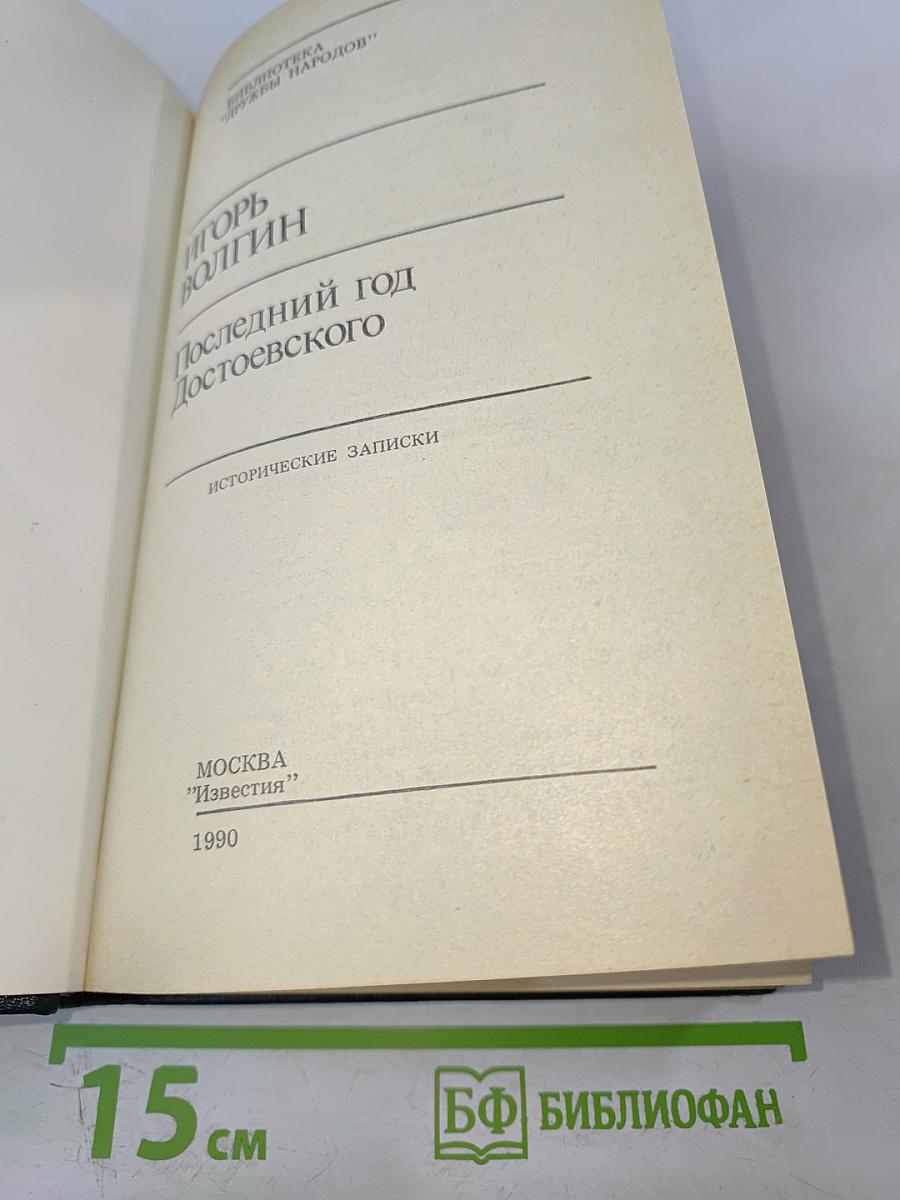 БИБЛИОТЕКА
"ДРУЖБЫ НАРОДОВ"
ИГОРЬ
ВОЛГИН
Последний год
Достоевского
ИСТОРИЧЕСКИЕ ЗАПИСКИ
МОСКВА
"Известия"
1990
15 см
БФ БИБЛИОФАН